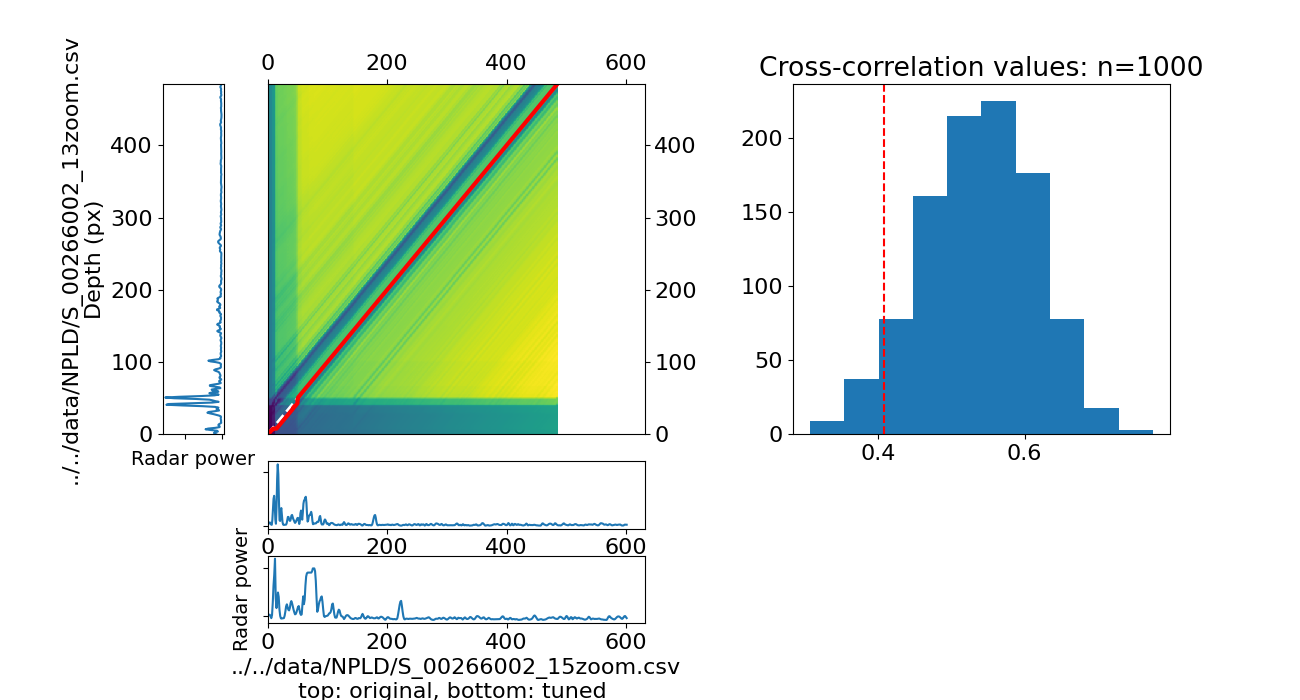 ../../data/NPLD/S_00266002_13zoom.csv
Depth (px)
0 200 400 600
400
300
200
100
0
400
300
200
100
0
Radar power
Cross-correlation values: n=1000
200
150
100
50
0
0.4 0.6
0 200 400 600
Radar power
0 200 400 600
../../data/NPLD/S_00266002_15zoom.csv
top: original, bottom: tuned